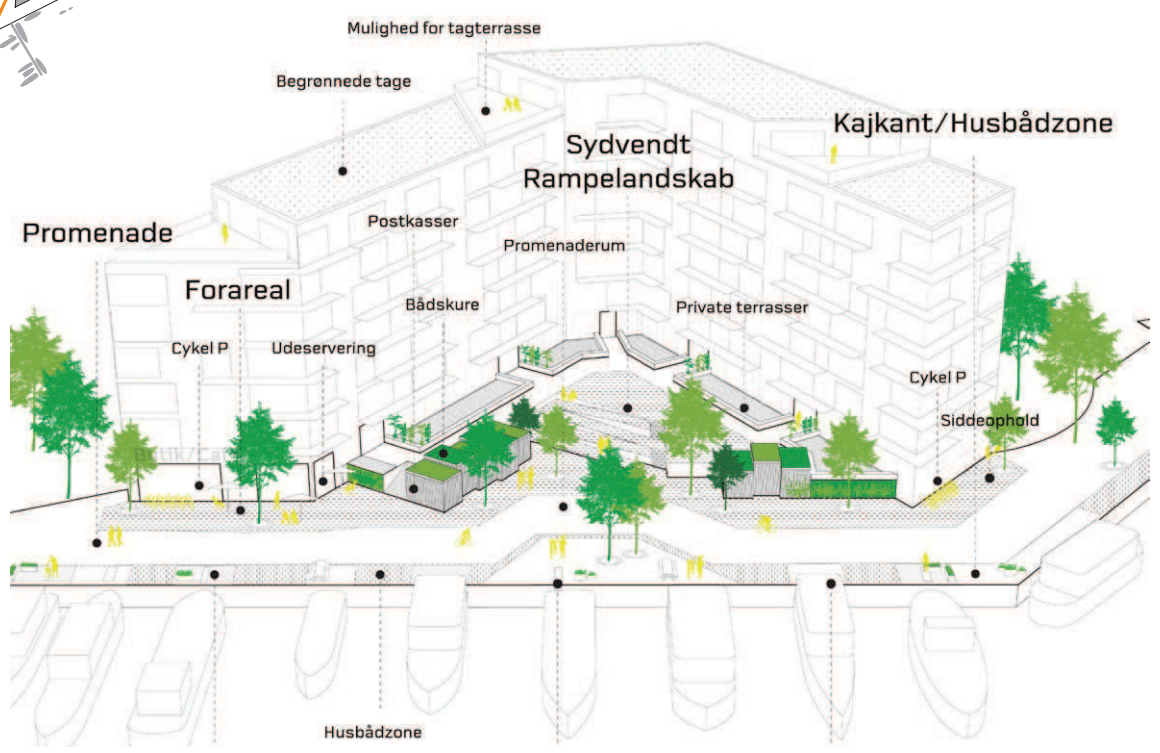 Mulighed for tagterrasse
Begrønnede tage
Kajkant/Husbådzone
Sydvendt
Rampelandskab
Postkasser
Promenade
Promenaderum
Forareal
Bådskure
Private terrasser
Cykel P
Udeservering
Cykel P
Siddeophold
Husbådzone